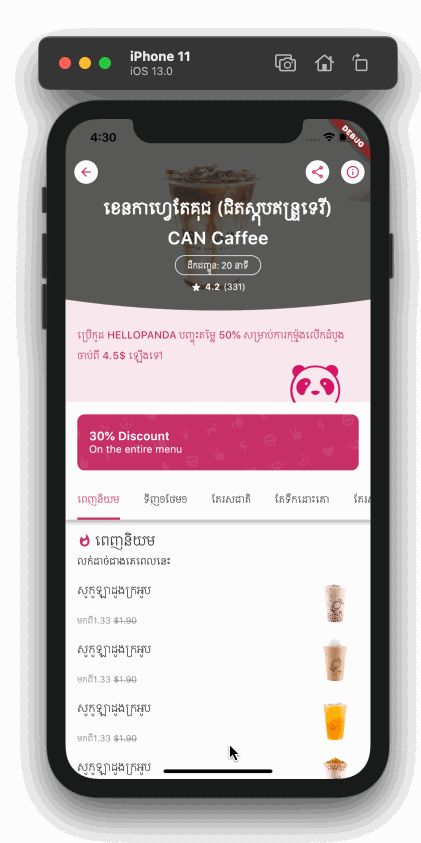 iPhone 11
iOS 13.0
4:30
DEBUG
ខេនកាហ្វេតែគុជ (ជិតស្តុបឥន្ទ្រទេវី)
CAN Caffee
ដឹកជញ្ជូន: 20 នាទី
4.2 (331)
ប្រើកូដ HELLOPANDA បញ្ចុះតម្លៃ 50% សម្រាប់ការកុម្ម៉ង់លើកដំបូង
ចាប់ពី 4.5$ ឡើងទៅ
30% Discount
On the entire menu
ពេញនិយម ទិញ១ថែម១ តែរសជាតិ តែទឹកដោះគោ តែរស
ពេញនិយម
លក់ដាច់ជាងគេពេលនេះ
សូកូឡាដូងក្រអូប
មកពី1.33 $1.90
សូកូឡាដូងក្រអូប
មកពី1.33 $1.90
សូកូឡាដូងក្រអូប
មកពី1.33 $1.90
សូកូឡាដូងក្រអូប